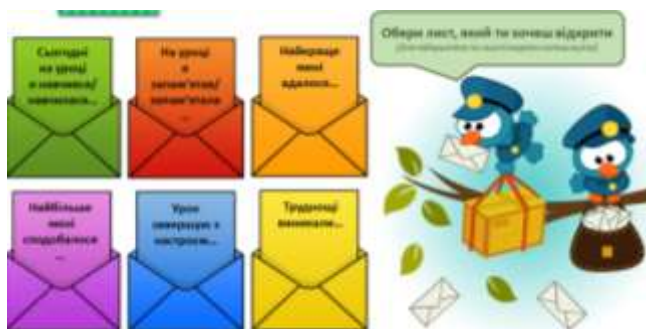 Сьогодні
на уроці
я навчився/
навчилася...
На уроці
я
запам'ятав/
запам'ятала
...
Найкраще
мені
вдалося...
Обери лист, який ти хочеш відкрити
Найбільше
мені
сподобалося
...
Урок
завершую з
настроєм...
Труднощі
виникали...